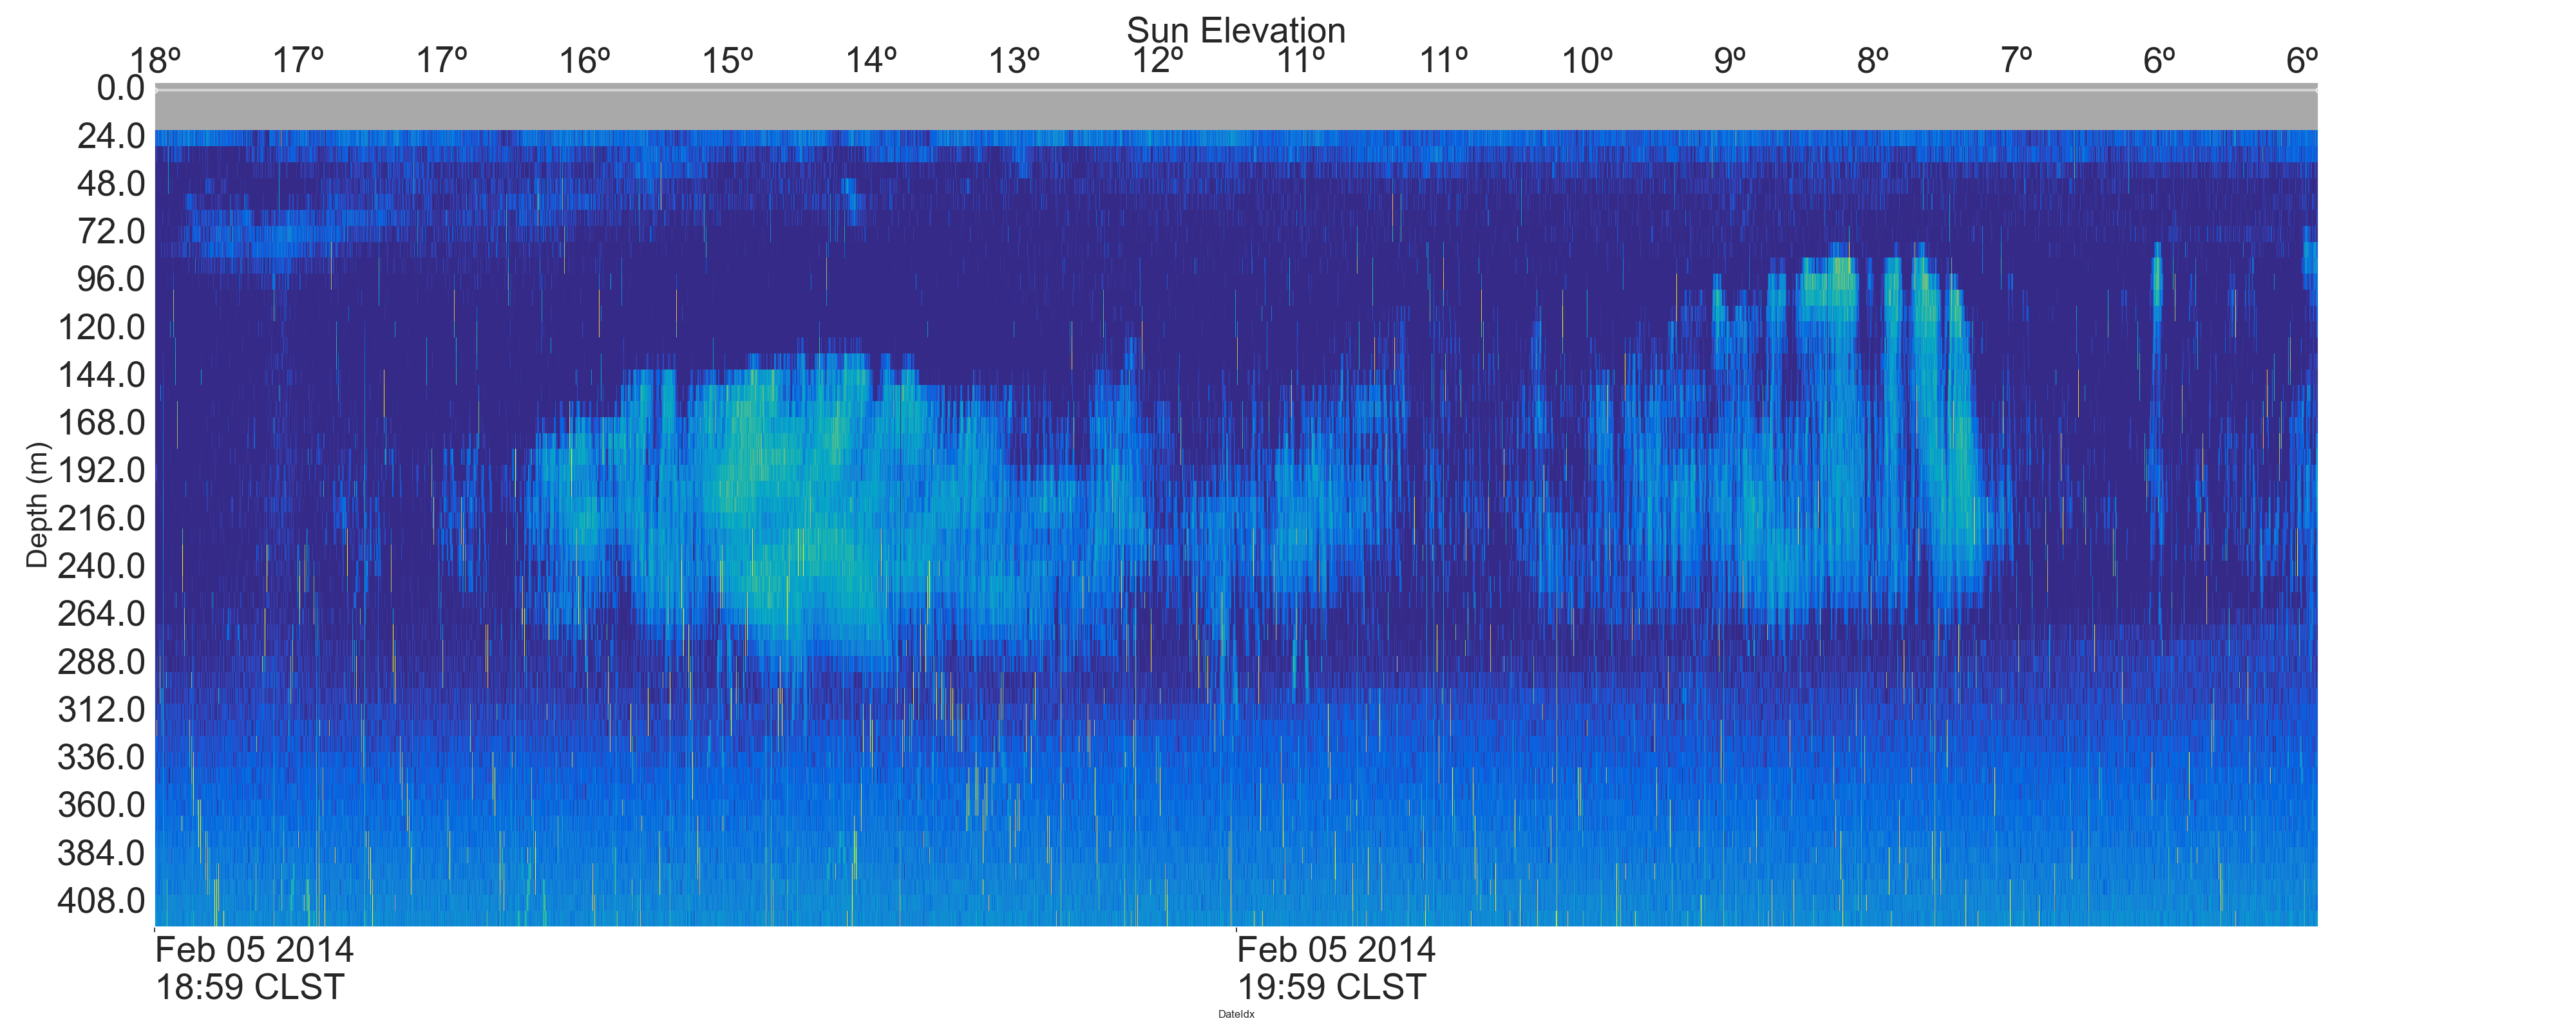 Sun Elevation
18º 17º 17º 16º 15º 14º 13º 12º 11º 11º 10º 9º 8º 7º 6º 6º
0.0
24.0
48.0
72.0
96.0
120.0
144.0
168.0
192.0
216.0
240.0
264.0
288.0
312.0
336.0
360.0
384.0
408.0
Depth (m)
Feb 05 2014
18:59 CLST
Feb 05 2014
19:59 CLST
DateIdx